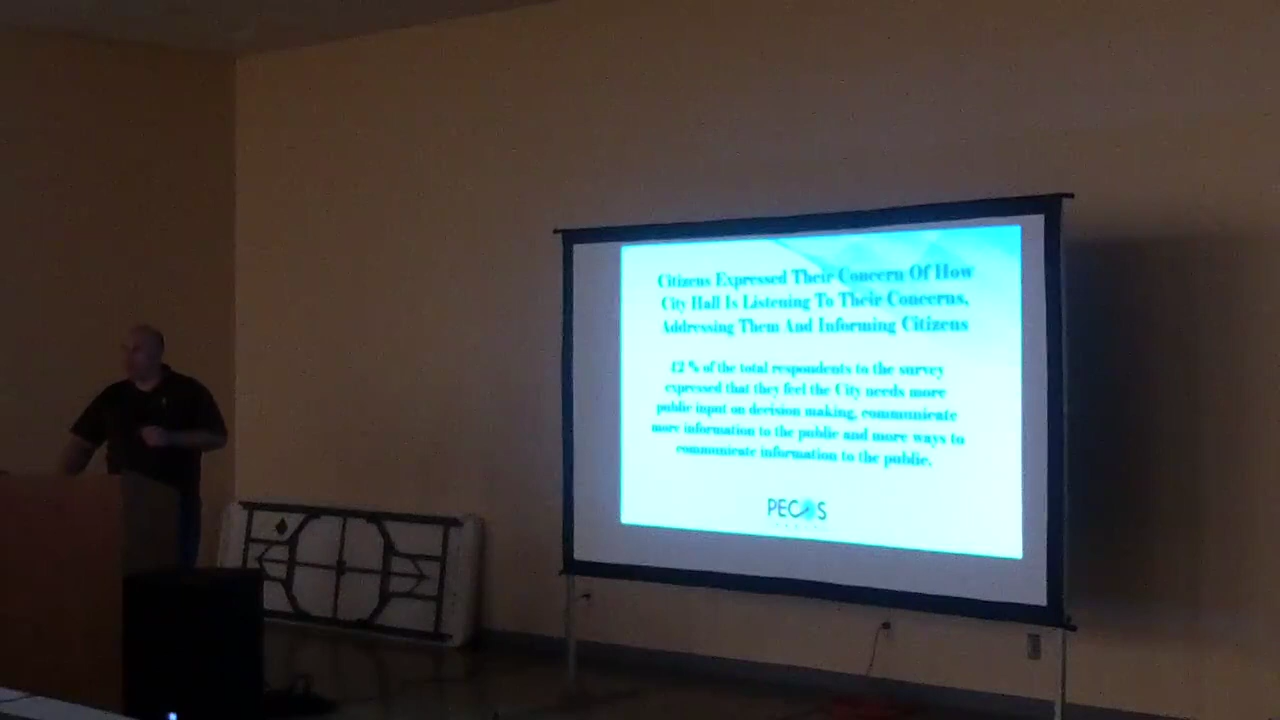 Citizens Expressed Their Concern Of How
City Hall Is Listening To Their Concerns,
Addressing Them And Informing Citizens
12 % of the total respondents to the survey
expressed that they feel the City needs more
public input on decision making, communicate
more information to the public and more ways to
communicate information to the public.
PECOS